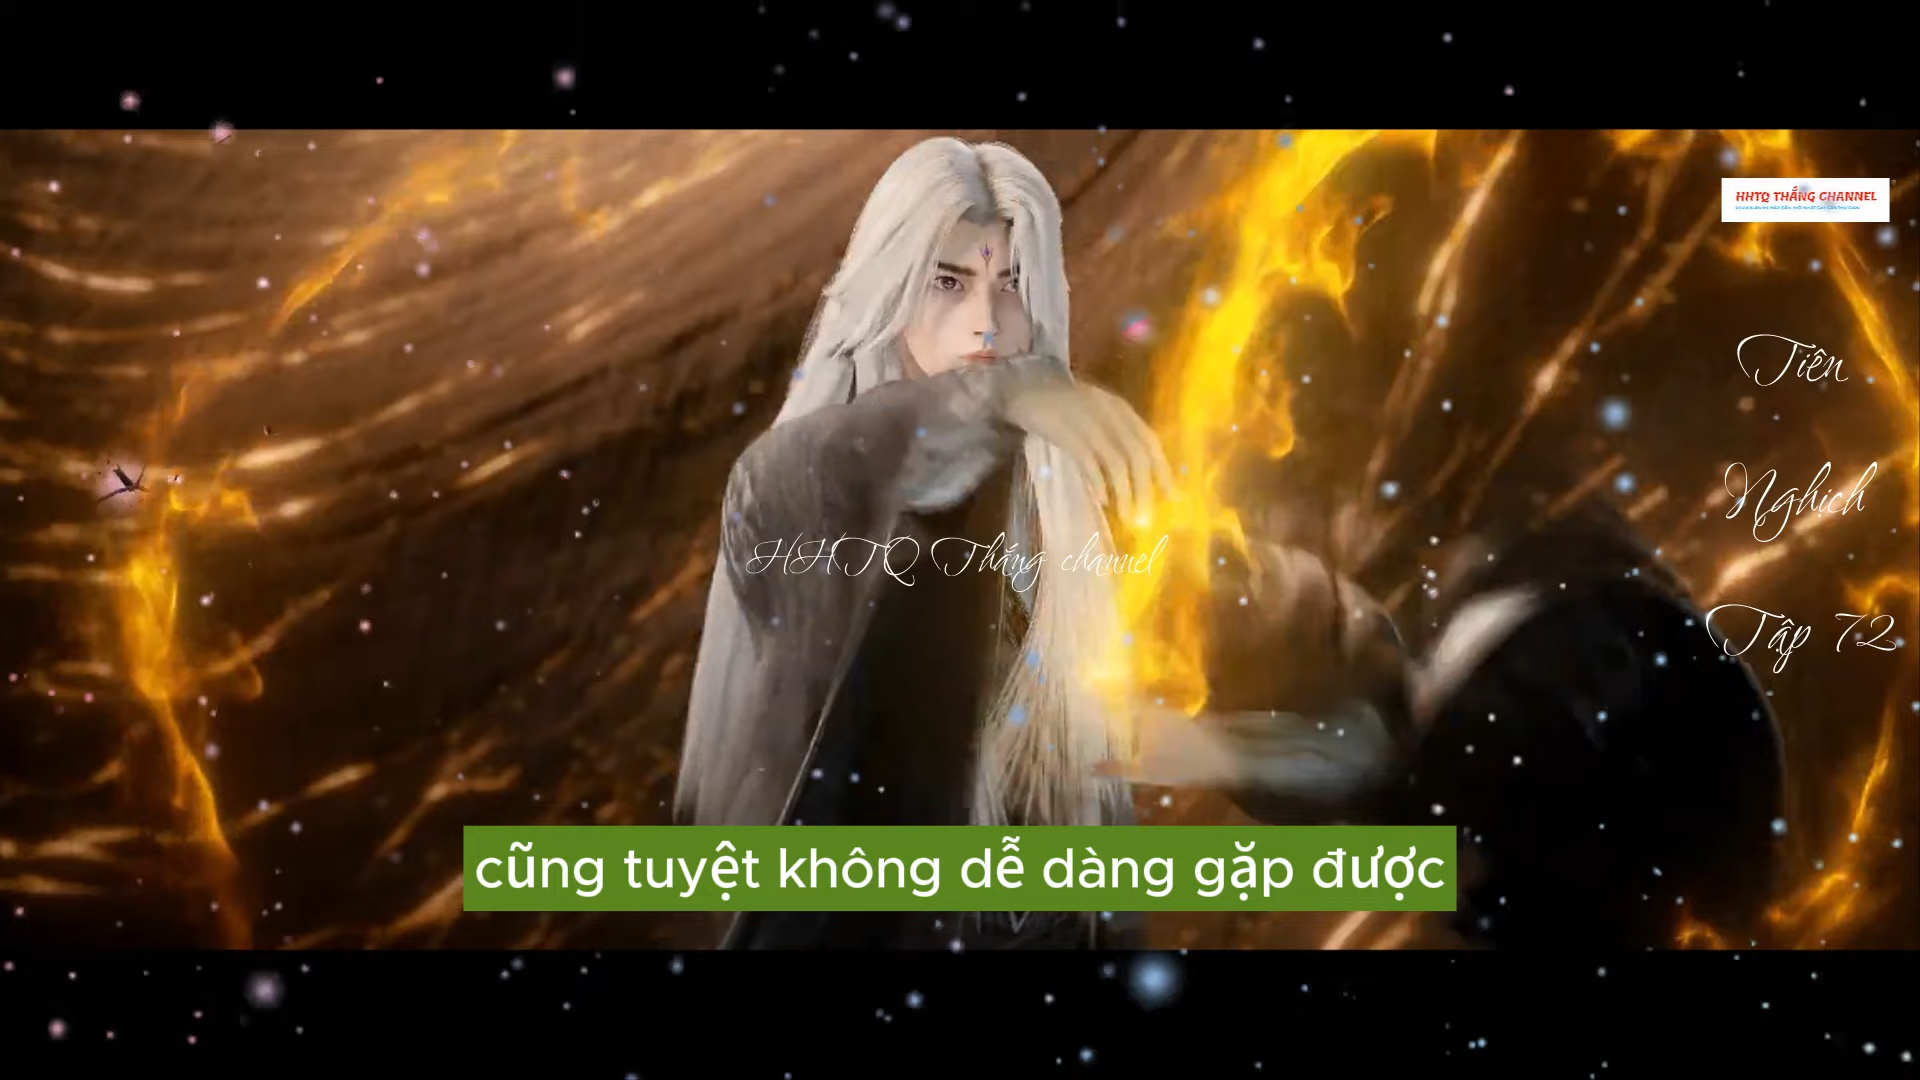 HHTQ THẮNG CHANNEL
Tiên
Nghịch
HHTQ Thắng channel
Tập 72
cũng tuyệt không dễ dàng gặp được